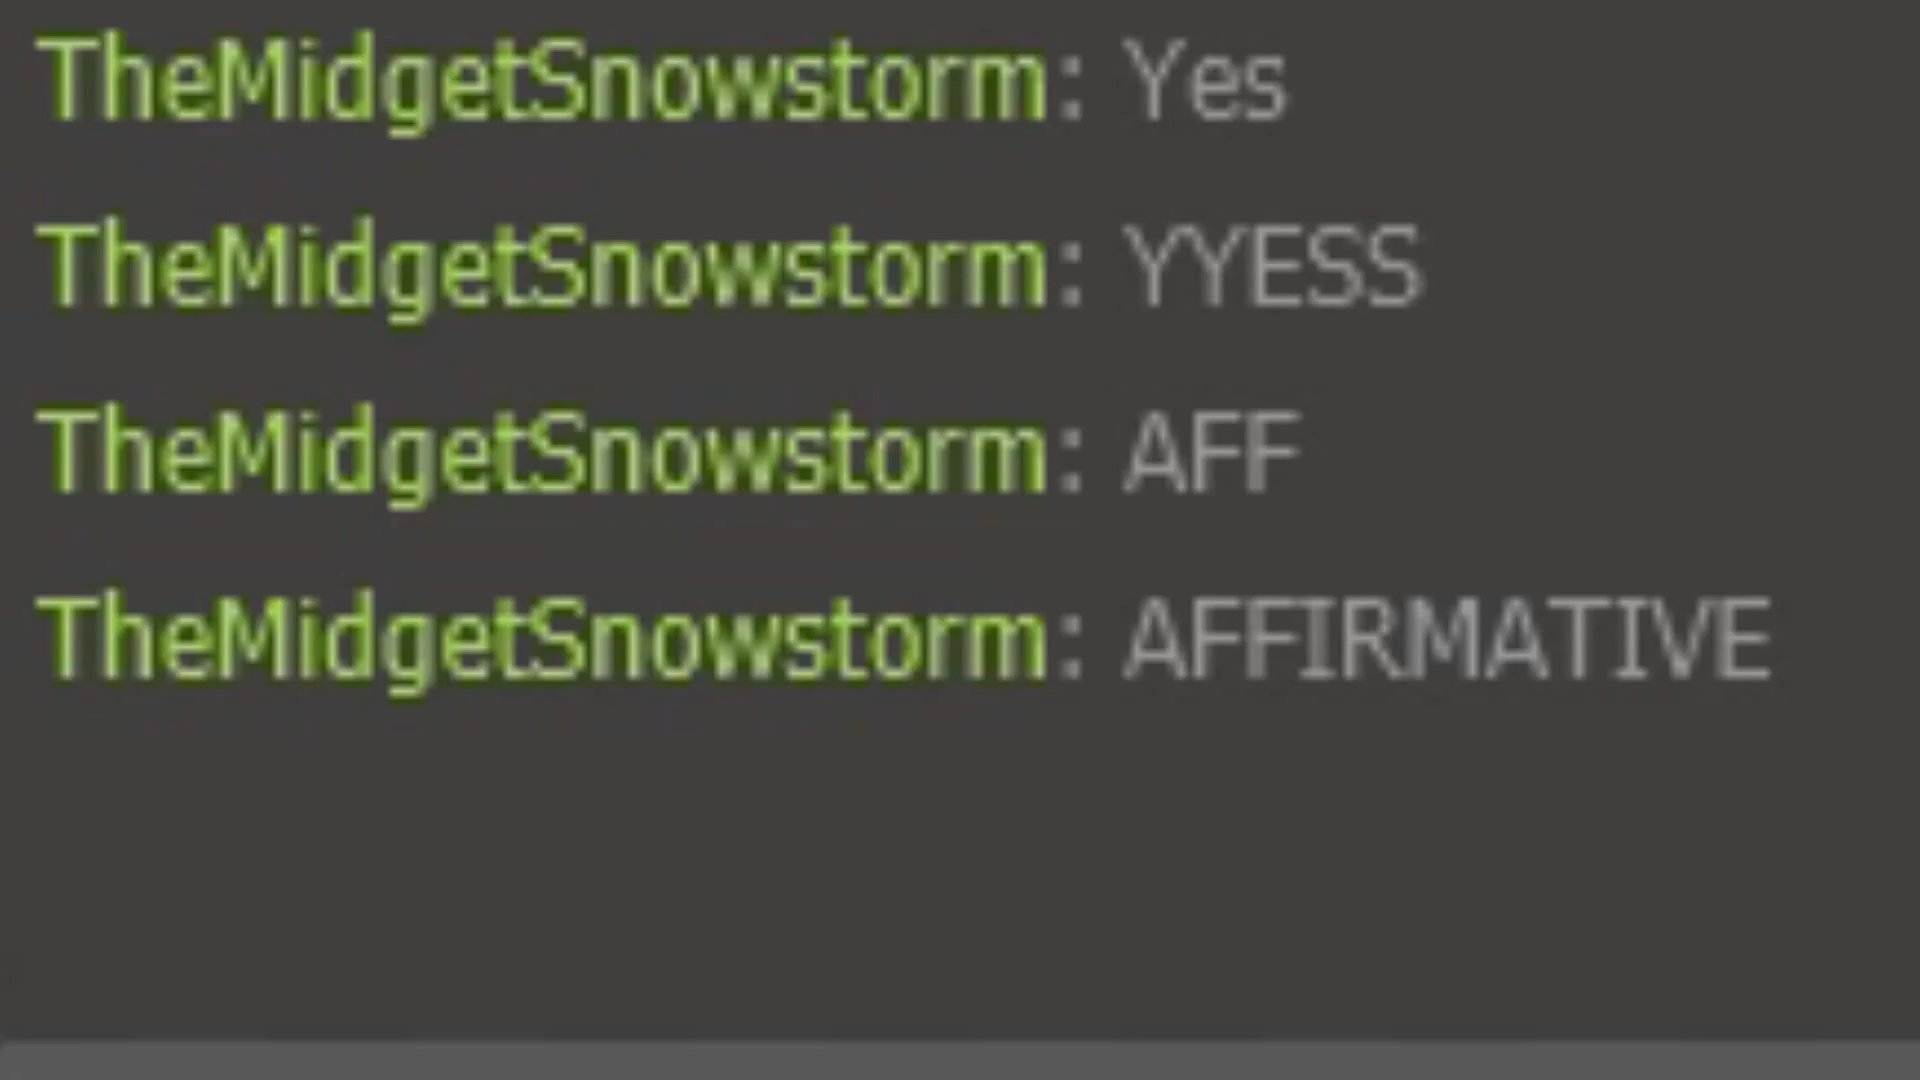 TheMidgetSnowstorm: Yes
TheMidgetSnowstorm: YYESS
TheMidgetSnowstorm: AFF
TheMidgetSnowstorm: AFFIRMATIVE